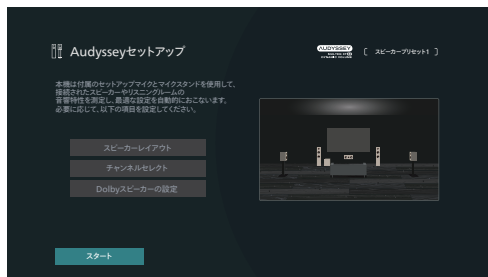 Audysseyセットアップ
AUDYSSEY
[ スピーカープリセット1 ]
本機は付属のセットアップマイクとマイクスタンドを使用して、
接続されたスピーカーやリスニングルームの
音響特性を測定し、最適な設定を自動的におこないます。
必要に応じて、以下の項目を設定してください。
スピーカーレイアウト
チャンネルセレクト
Dolbyスピーカーの設定
スタート